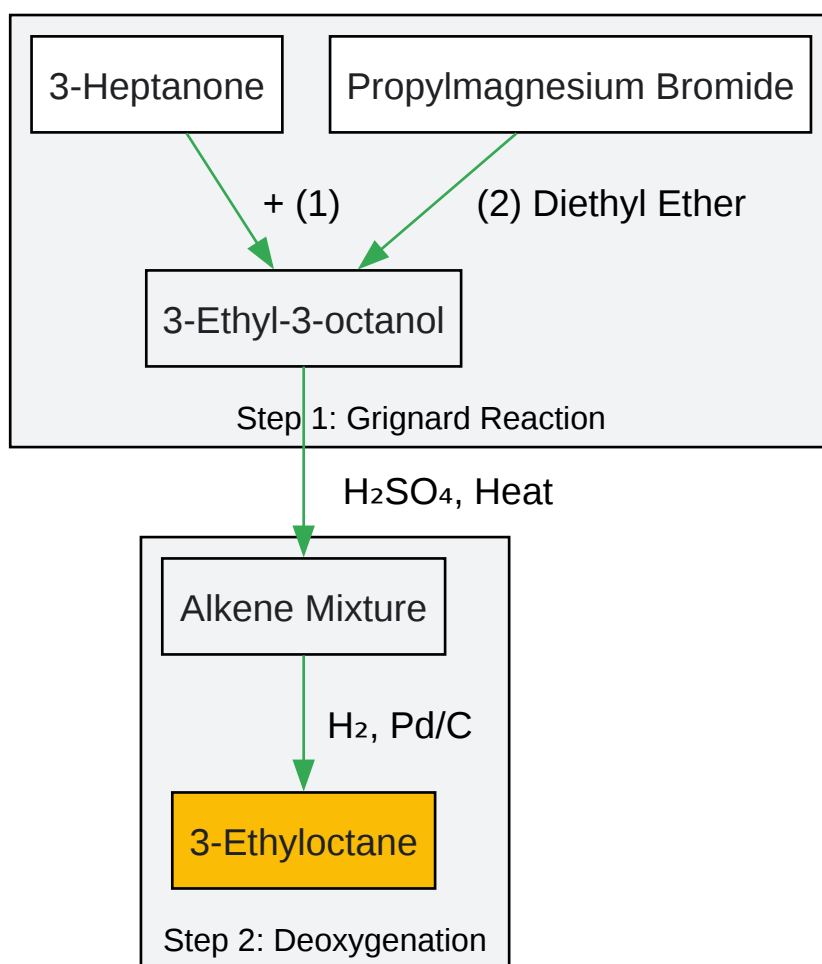 3-Heptanone
Propylmagnesium Bromide
+ (1)
(2) Diethyl Ether
3-Ethyl-3-octanol
Step 1: Grignard Reaction
H₂SO₄, Heat
Alkene Mixture
H₂, Pd/C
3-Ethyloctane
Step 2: Deoxygenation